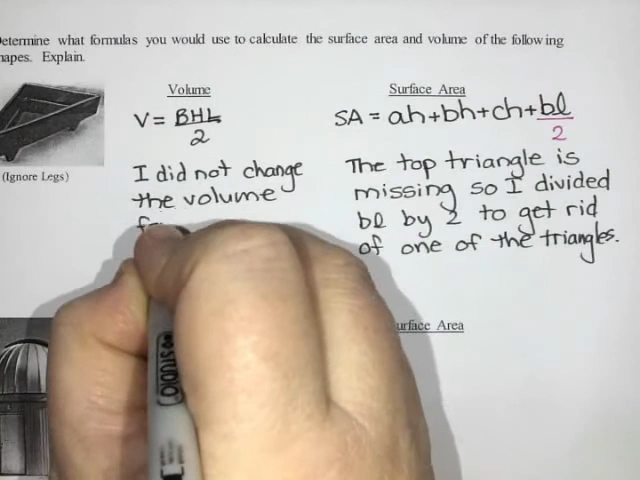 etermine what formulas you would use to calculate the surface area and volume of the following
hapes. Explain.
Volume
Surface Area
V = BHL
2
SA = ah+bh+ch+bl
2
(Ignore Legs)
I did not change
the volume
The top triangle is
missing so I divided
bl by 2 to get rid
of one of the triangles.
urface Area
STUDIO